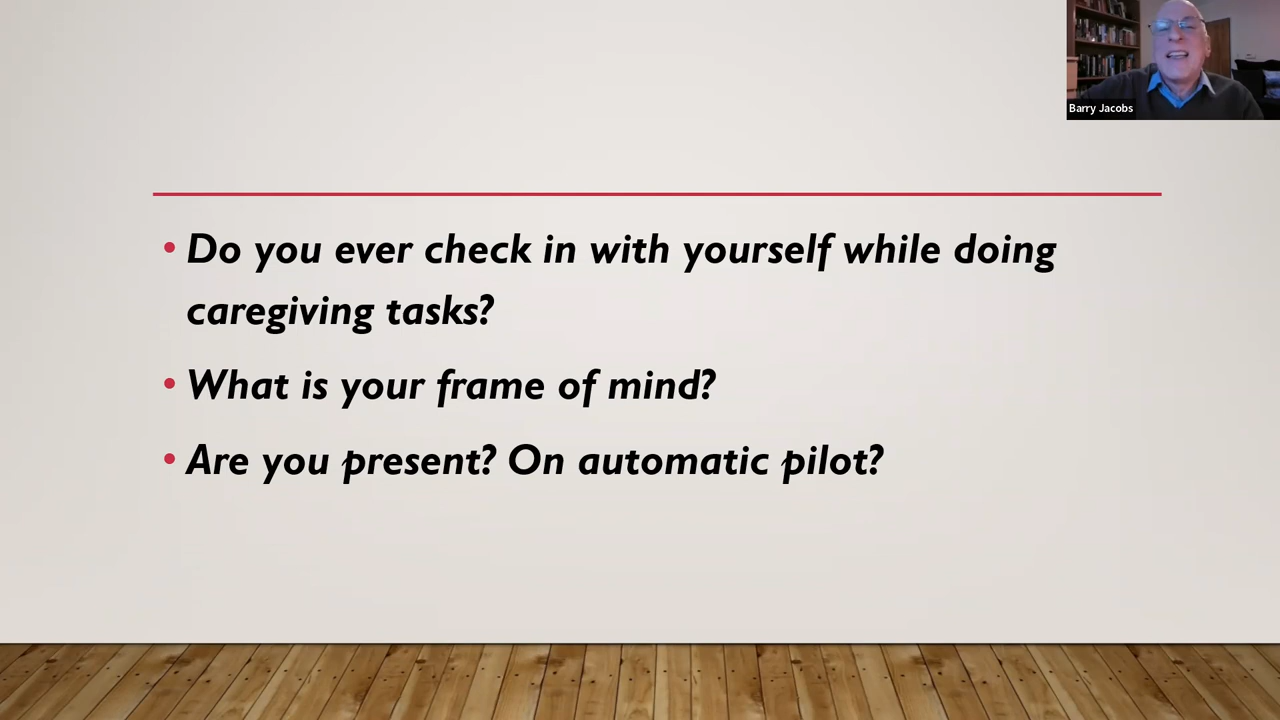 Barry Jacobs
Do you ever check in with yourself while doing
caregiving tasks?
What is your frame of mind?
Are you present? On automatic pilot?